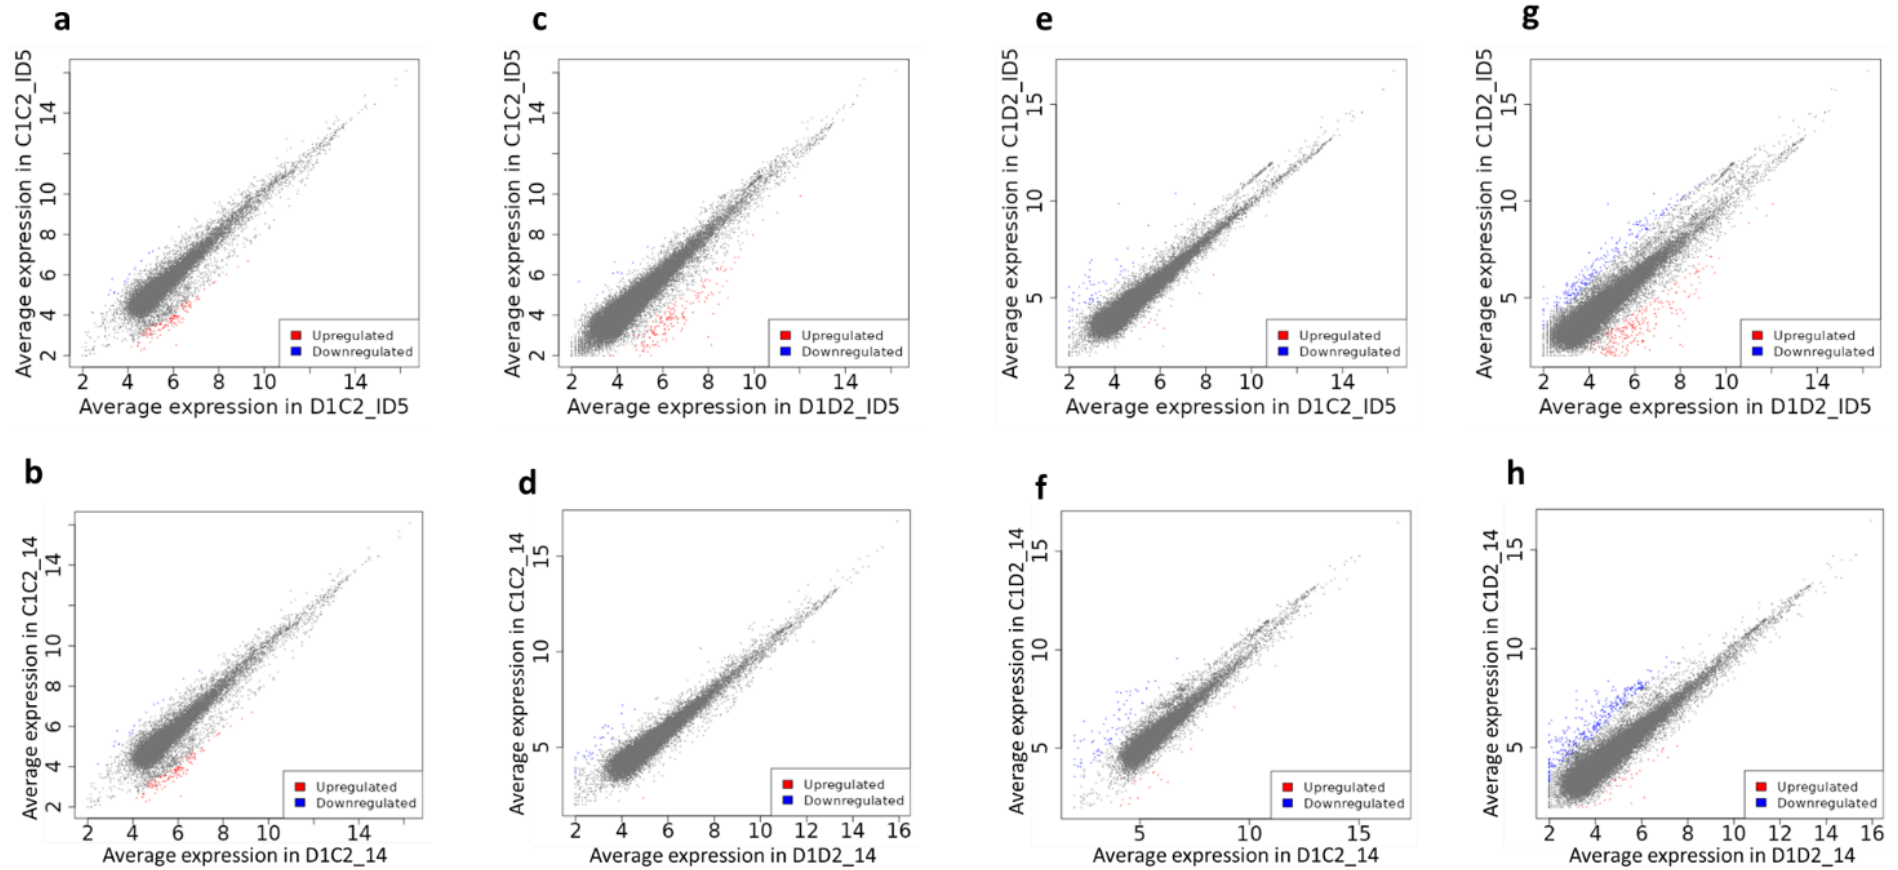 a
Average expression in C1C2_ID5
14
10
8
6
4
2
Upregulated
Downregulated
2 4 6 8 10 14
Average expression in D1C2_ID5
c
Average expression in C1C2_ID5
14
10
8
6
4
2
Upregulated
Downregulated
2 4 6 8 10 14
Average expression in D1D2_ID5
e
Average expression in C1D2_ID5
15
10
5
Upregulated
Downregulated
2 4 6 8 10 14
Average expression in D1C2_ID5
g
Average expression in C1D2_ID5
15
10
5
Upregulated
Downregulated
2 4 6 8 10 14
Average expression in D1D2_ID5
b
Average expression in C1C2_14
14
10
8
6
4
2
Upregulated
Downregulated
2 4 6 8 10 14
Average expression in D1C2_14
d
Average expression in C1C2_14
15
10
5
Upregulated
Downregulated
2 4 6 8 10 12 14 16
Average expression in D1D2_14
f
Average expression in C1D2_14
15
10
5
Upregulated
Downregulated
5 10 15
Average expression in D1C2_14
h
Average expression in C1D2_14
15
10
5
Upregulated
Downregulated
2 4 6 8 10 12 14 16
Average expression in D1D2_14